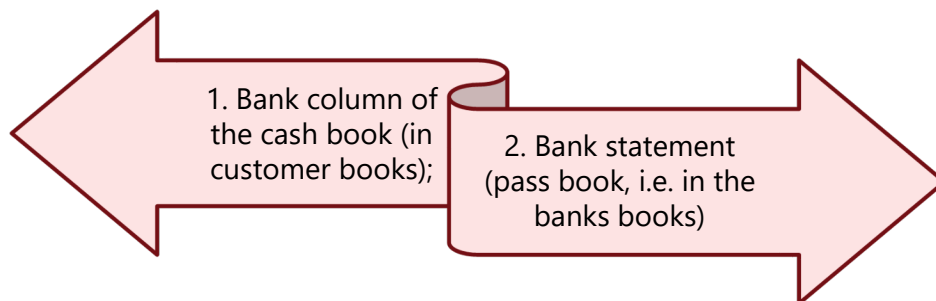 1. Bank column of
the cash book (in
customer books);
2. Bank statement
(pass book, i.e. in the
banks books)